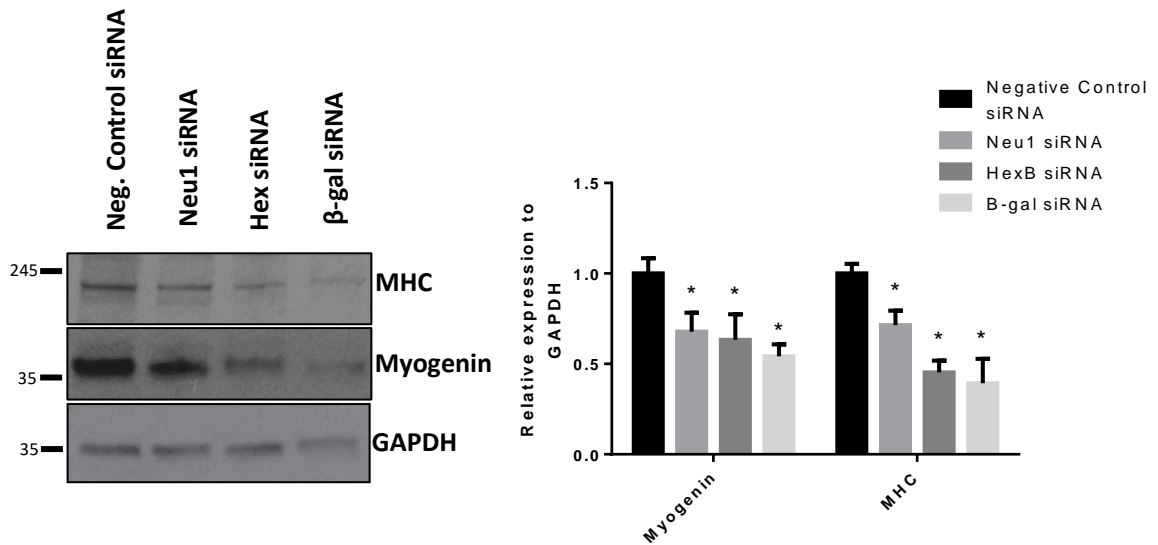 Neg. Control siRNA
Neu1 siRNA
Hex siRNA
β-gal siRNA
245
MHC
Myogenin
35
GAPDH
35
Negative Control
siRNA
Neu1 siRNA
HexB siRNA
B-gal siRNA
Relative expression to
GAPDH
1.5
1.0
0.5
0.0
* * * * * *
Myogenin
MHC